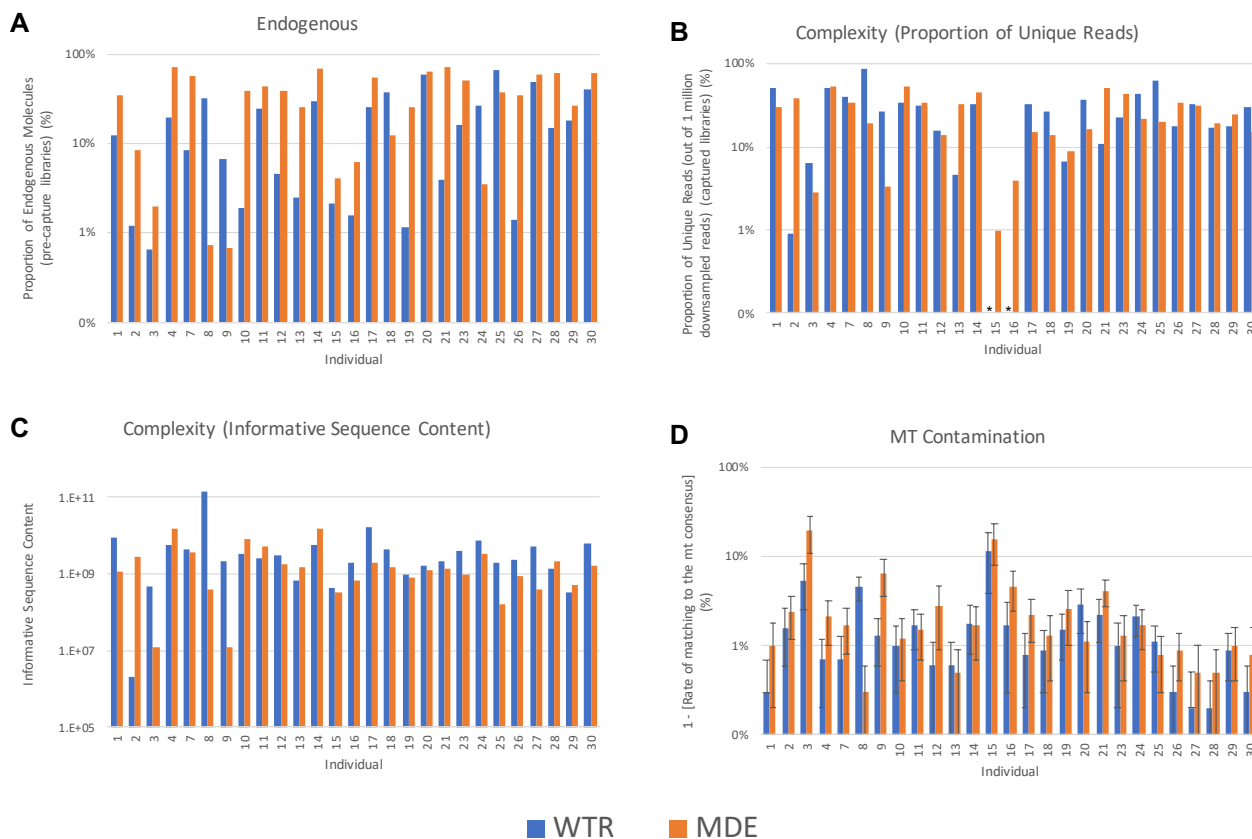 A
Endogenous
Proportion of Endogenous Molecules
(pre-capture libraries) (%)
100%
10%
1%
0%
1 2 3 4 7 8 9 10 11 12 13 14 15 16 17 18 19 20 21 23 24 25 26 27 28 29 30
Individual
B
Complexity (Proportion of Unique Reads)
Proportion of Unique Reads (out of 1 million
downsampled reads) (captured libraries) (%)
100%
10%
1%
0%
* *
1 2 3 4 7 8 9 10 11 12 13 14 15 16 17 18 19 20 21 23 24 25 26 27 28 29 30
Individual
C
Complexity (Informative Sequence Content)
Informative Sequence Content
1.E+11
1.E+09
1.E+07
1.E+05
1 2 3 4 7 8 9 10 11 12 13 14 15 16 17 18 19 20 21 23 24 25 26 27 28 29 30
Individual
D
MT Contamination
1 - [Rate of matching to the mt consensus]
(%)
100%
10%
1%
0%
1 2 3 4 7 8 9 10 11 12 13 14 15 16 17 18 19 20 21 23 24 25 26 27 28 29 30
Individual
WTR MDE